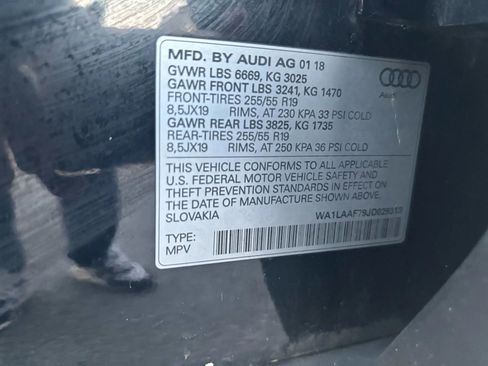 MFD. BY AUDI AG 01 18
GVWR LBS 6669, KG 3025
GAWR FRONT LBS 3241, KG 1470
FRONT-TIRES 255/55 R19
8,5JX19 RIMS, AT 230 KPA 33 PSI COLD
GAWR REAR LBS 3825, KG 1735
REAR-TIRES 255/55 R19
8,5JX19 RIMS, AT 250 KPA 36 PSI COLD
THIS VEHICLE CONFORMS TO ALL APPLICABLE
U.S. FEDERAL MOTOR VEHICLE SAFETY AND
THEFT PREVENTION STANDARDS IN EFFECT ON
THE DATE OF MANUFACTURE SHOWN ABOVE.
SLOVAKIA
TYPE:
MPV
Audi